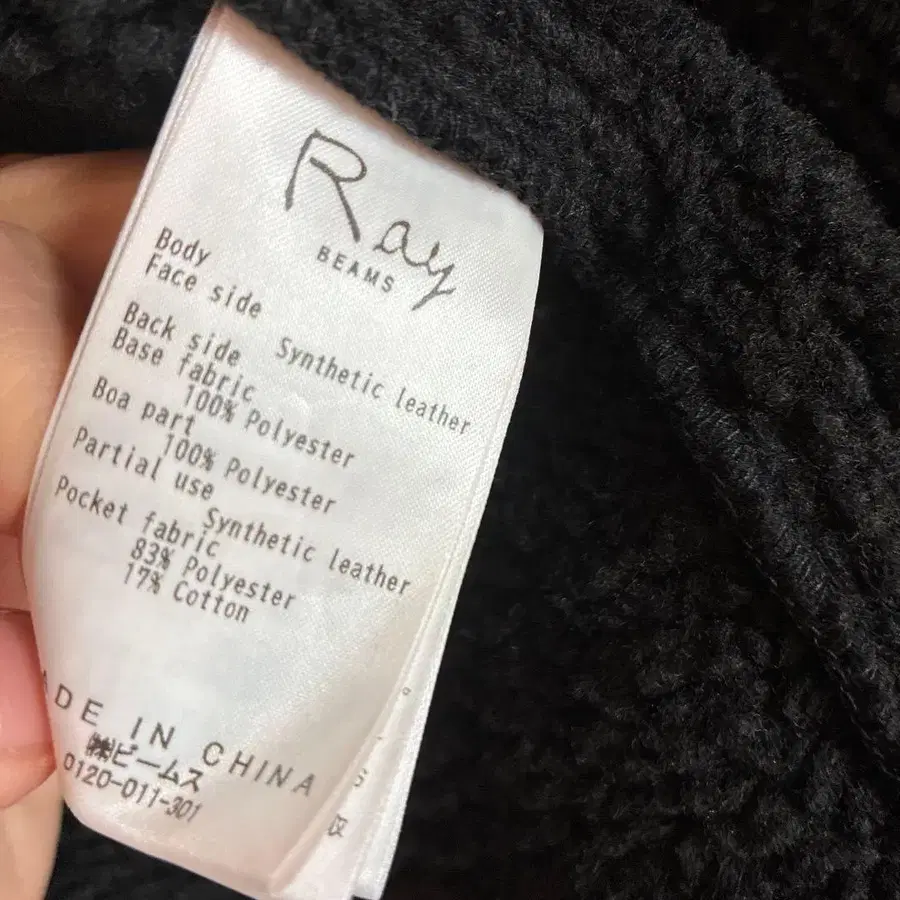 Ray
BEAMS
Body
Face side
Synthetic leather
Back side
Base fabric
100% Polyester
Boa part
100% Polyester
Partial use
Synthetic leather
Pocket fabric
83% Polyester
17% Cotton
ADE IN CHINA
㈱ビームス
0120-011-301